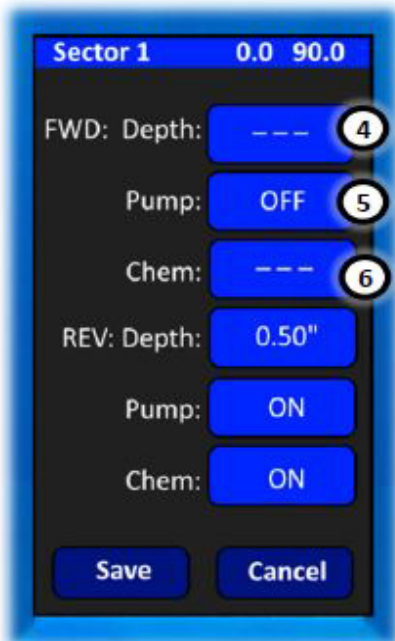 Sector 1 0.0 90.0
FWD: Depth: --- 4
Pump: OFF 5
Chem: --- 6
REV: Depth: 0.50"
Pump: ON
Chem: ON
Save Cancel